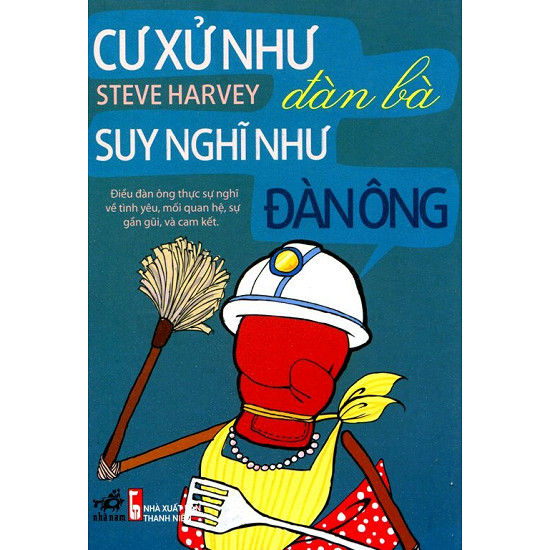 CƯ XỬ NHƯ
đàn bà
STEVE HARVEY
SUY NGHĨ NHƯ
ĐÀN ÔNG
Điều đàn ông thực sự nghĩ
về tình yêu, mối quan hệ, sự
gần gũi, và cam kết.
nhã nam
NHÀ XUẤT BẢN
THANH NIÊN